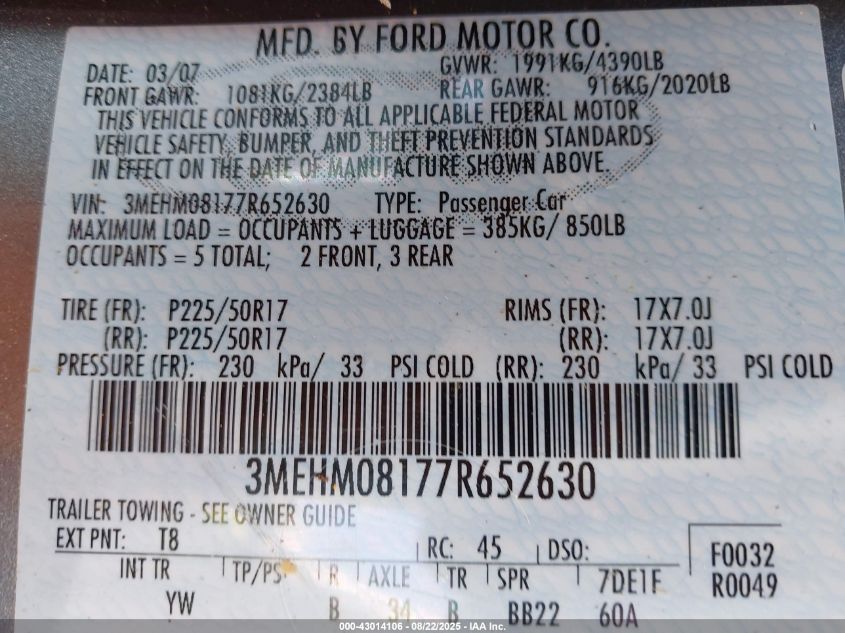 MFD. BY FORD MOTOR CO.
DATE: 03/07 GVWR: 1991KG/4390LB
FRONT GAWR: 1081KG/2384LB REAR GAWR: 916KG/2020LB
THIS VEHICLE CONFORMS TO ALL APPLICABLE FEDERAL MOTOR
VEHICLE SAFETY, BUMPER, AND THEFT PREVENTION STANDARDS
IN EFFECT ON THE DATE OF MANUFACTURE SHOWN ABOVE.
VIN: 3MEHM08177R652630 TYPE: Passenger Car
MAXIMUM LOAD = OCCUPANTS + LUGGAGE = 385KG/ 850LB
OCCUPANTS = 5 TOTAL; 2 FRONT, 3 REAR
TIRE (FR): P225/50R17 RIMS (FR): 17X7.0J
(RR): P225/50R17 (RR): 17X7.0J
PRESSURE (FR): 230 kPa/ 33 PSI COLD (RR): 230 kPa/ 33 PSI COLD
3MEHM08177R652630
TRAILER TOWING - SEE OWNER GUIDE
EXT PNT: T8 RC: 45 DSO: F0032
INT TR TP/PS R AXLE TR SPR 7DE1F R0049
YW B 34 R BB22 60A
000-43014106 - 08/22/2025 - IAA Inc.